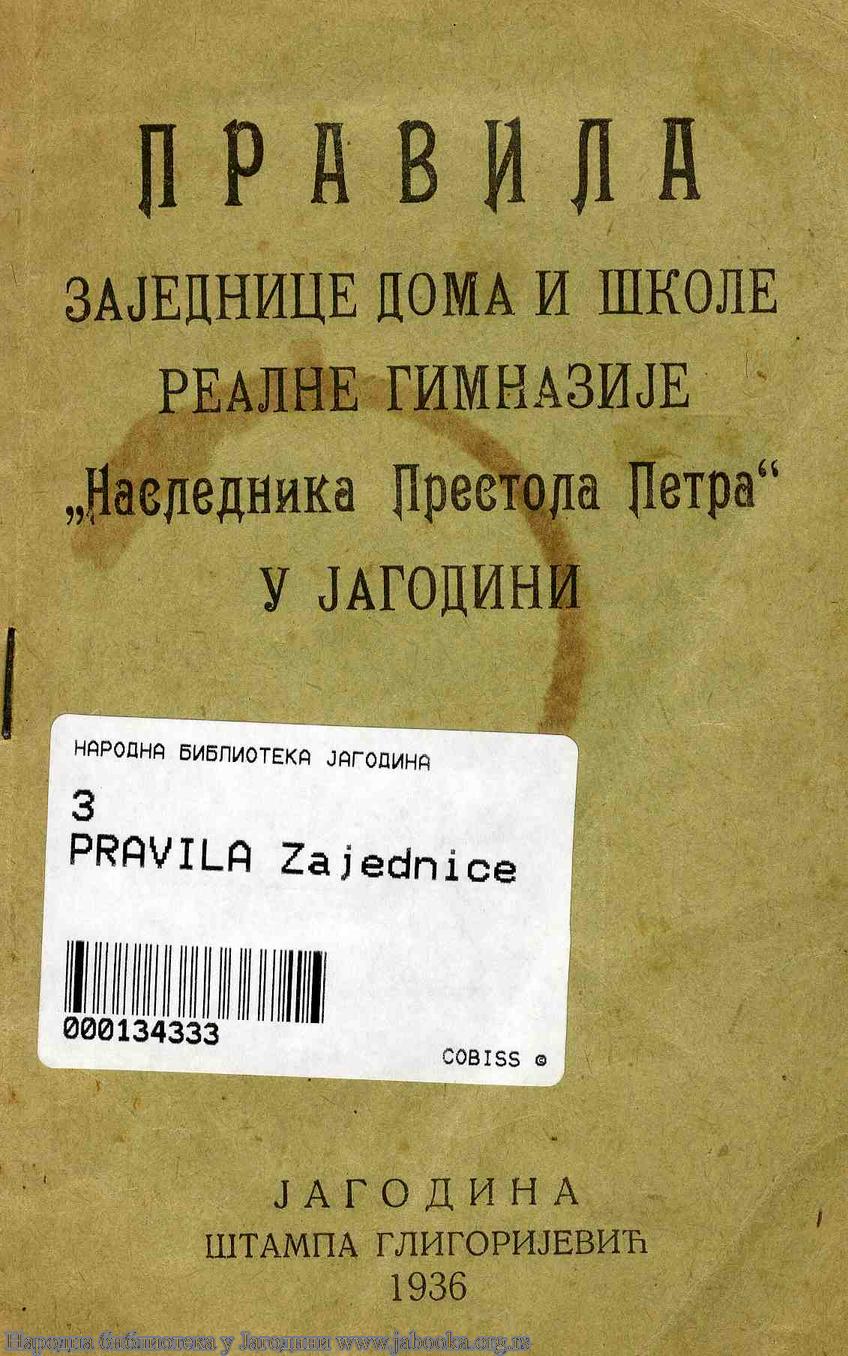 ПРАВИЛА
ЗАЈЕДНИЦЕ ДОМА И ШКОЛЕ
РЕАЛНЕ ГИМНАЗИЈЕ
„Наследника Престола Петра“
У ЈАГОДИНИ
НАРОДНА БИБЛИОТЕКА ЈАГОДИНА
3
PRAVILA Zajednice
000134333
COBISS ©
ЈАГОДИНА
ШТАМПА ГЛИГОРИЈЕВИЋ
1936
Народна библиотека у Јагодини www.jabooka.org.rs